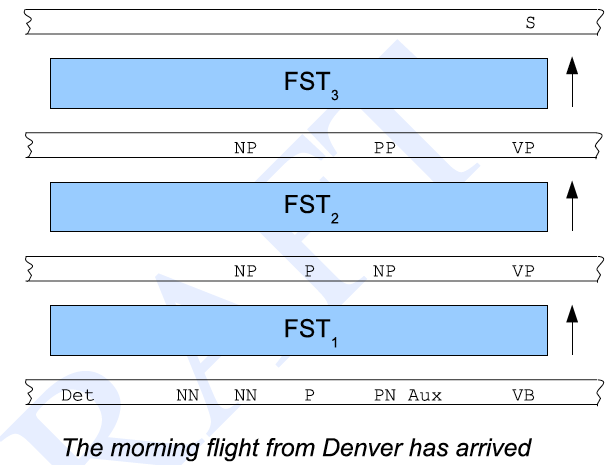 S
FST3
NP PP VP
FST2
NP P NP VP
FST1
Det NN NN P PN Aux VB
The morning flight from Denver has arrived
DRAFT